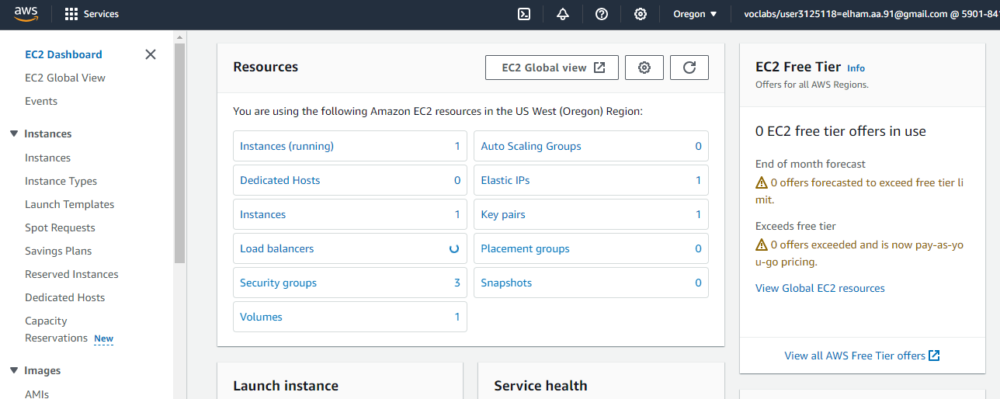 aws
Services
Oregon
voclabs/user3125118=elham.aa.91@gmail.com @ 5901-84
EC2 Dashboard
EC2 Global View
Events
Instances
Instances
Instance Types
Launch Templates
Spot Requests
Savings Plans
Reserved Instances
Dedicated Hosts
Capacity
Reservations New
Images
AMIs
Resources
EC2 Global view
You are using the following Amazon EC2 resources in the US West (Oregon) Region:
Instances (running) 1
Auto Scaling Groups 0
Dedicated Hosts 0
Elastic IPs 1
Instances 1
Key pairs 1
Load balancers
Placement groups 0
Security groups 3
Snapshots 0
Volumes 1
Launch instance
Service health
EC2 Free Tier Info
Offers for all AWS Regions.
0 EC2 free tier offers in use
End of month forecast
0 offers forecasted to exceed free tier li
mit.
Exceeds free tier
0 offers exceeded and is now pay-as-yo
u-go pricing.
View Global EC2 resources
View all AWS Free Tier offers